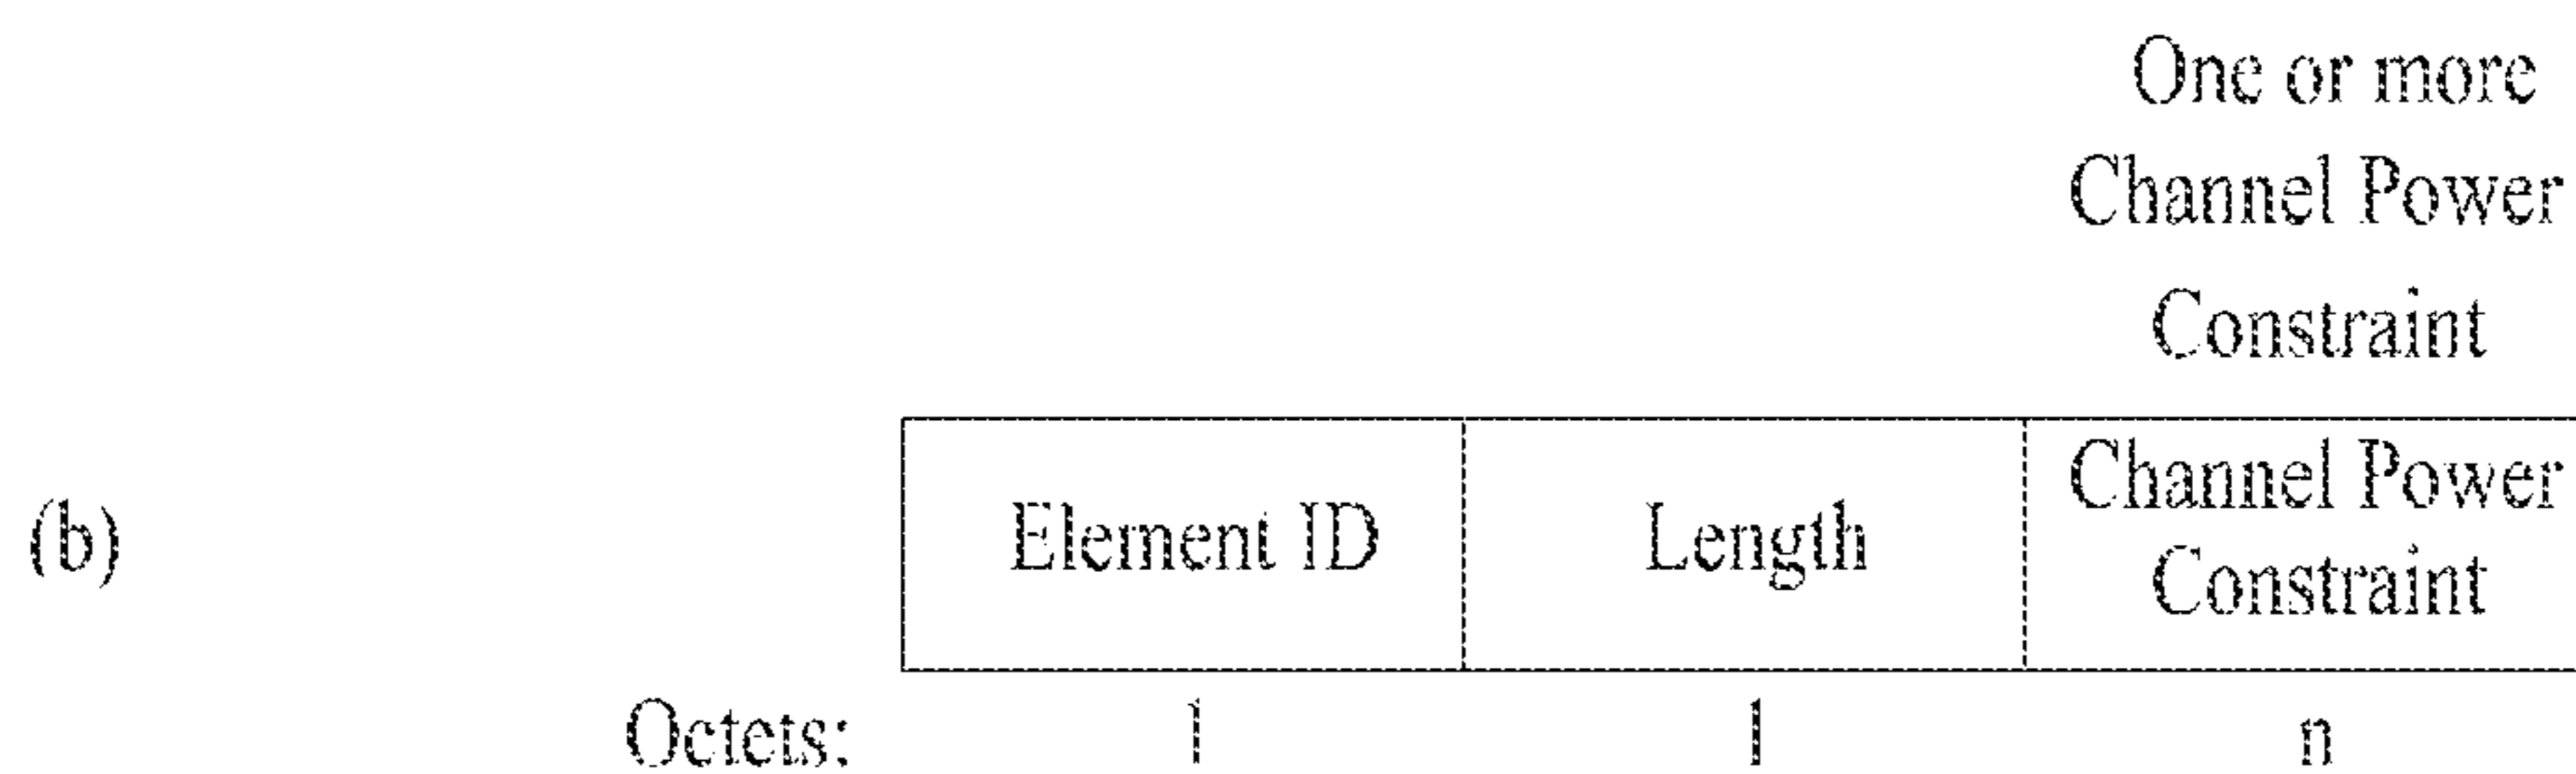 One or more
Channel Power
Constraint
(b)
Element ID
Length
Channel Power
Constraint
Octets:
1
1
n